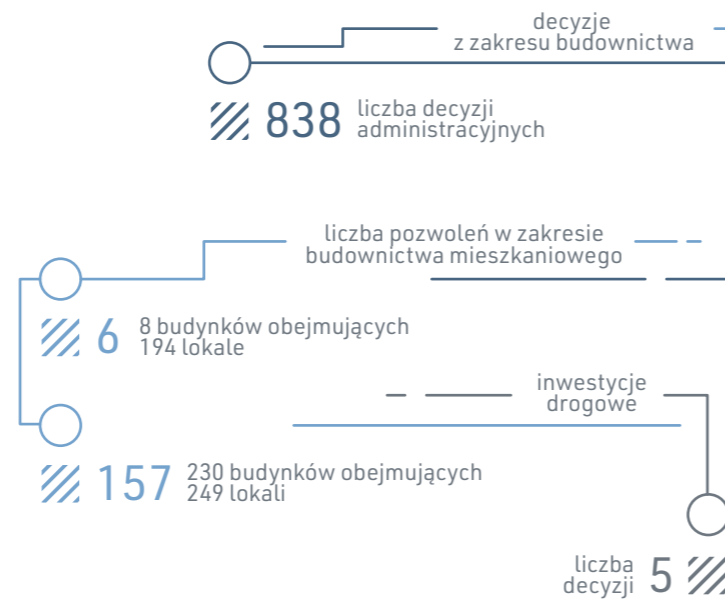 decyzje
z zakresu budownictwa
838 liczba decyzji
administracyjnych
liczba pozwoleń w zakresie
budownictwa mieszkaniowego
6 8 budynków obejmujących
194 lokale
inwestycje
drogowe
157 230 budynków obejmujących
249 lokali
liczba
decyzji 5